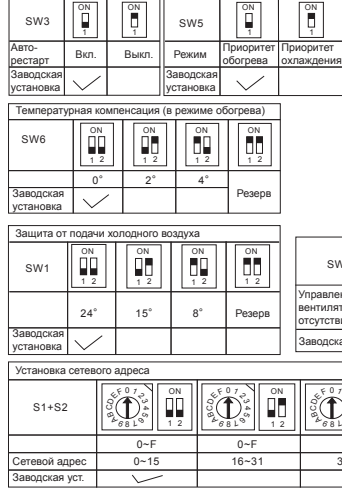 SW3 ON 1 ON 1
Авто-рестарт Вкл. Выкл.
Заводская установка
SW5 ON 1 ON 1
Режим Приоритет обогрева Приоритет охлаждения
Заводская установка
Температурная компенсация (в режиме обогрева)
SW6 ON 1 2 ON 1 2 ON 1 2 ON 1 2
0° 2° 4° Резерв
Заводская установка
Защита от подачи холодного воздуха
SW1 ON 1 2 ON 1 2 ON 1 2 ON 1 2
24° 15° 8° Резерв
Заводская установка
Установка сетевого адреса
S1+S2 ON 1 2 ON 1 2
0~F 0~F
Сетевой адрес 0~15 16~31 3
Заводская уст.